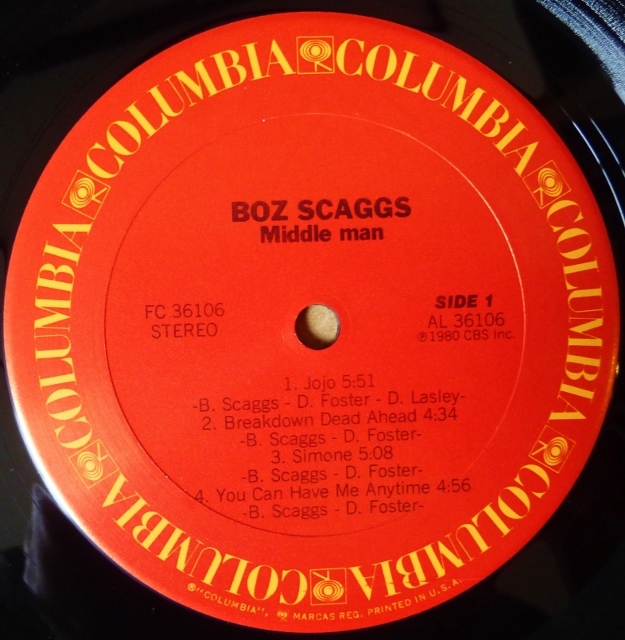 COLUMBIA COLUMBIA COLUMBIA COLUMBIA COLUMBIA COLUMBIA
BOZ SCAGGS
Middle man
FC 36106
STEREO
SIDE 1
AL 36106
℗ 1980 CBS Inc.
1. Jojo 5:51
-B. Scaggs - D. Foster - D. Lasley-
2. Breakdown Dead Ahead 4:34
-B. Scaggs - D. Foster-
3. Simone 5:08
-B. Scaggs - D. Foster-
4. You Can Have Me Anytime 4:56
-B. Scaggs - D. Foster-
®"COLUMBIA", MARCAS REG. PRINTED IN U.S.A.